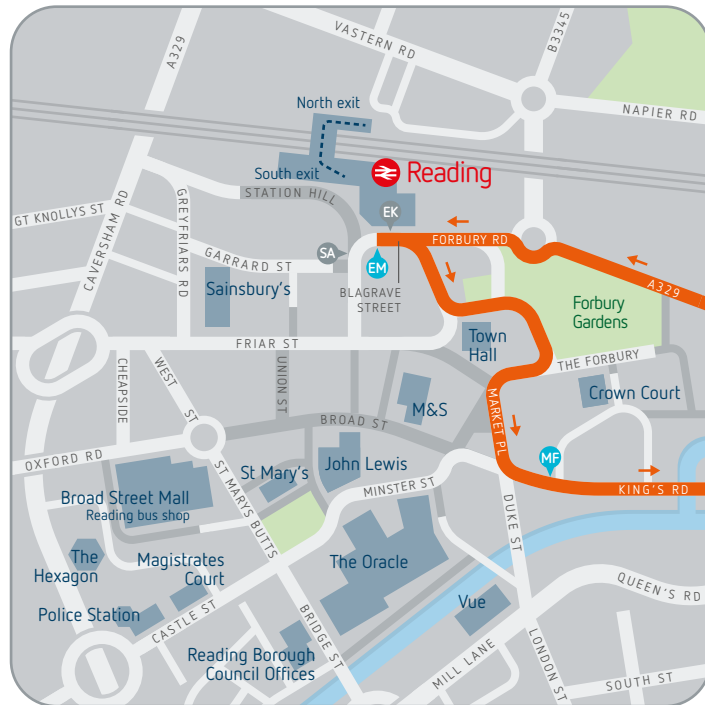 A329
VASTERN RD
B3345
NAPIER RD
North exit
South exit
Reading
STATION HILL
EK
GT KNOLLYS ST
CAVERSHAM RD
GREYFRIARS RD
GARRARD ST
SA
EM
FORBURY RD
A329
Sainsbury's
BLAGRAVE
STREET
Forbury
Gardens
FRIAR ST
Town
Hall
THE FORBURY
CHEAPSIDE
WEST ST
UNION ST
M&S
MARKET PL
Crown Court
BROAD ST
OXFORD RD
St Mary's
John Lewis
MF
Broad Street Mall
Reading bus shop
ST MARYS BUTTS
MINSTER ST
KING'S RD
DUKE ST
The
Hexagon
Magistrates
Court
The Oracle
QUEEN'S RD
Police Station
CASTLE ST
Vue
Reading Borough
Council Offices
BRIDGE ST
MILL LANE
LONDON ST
SOUTH ST